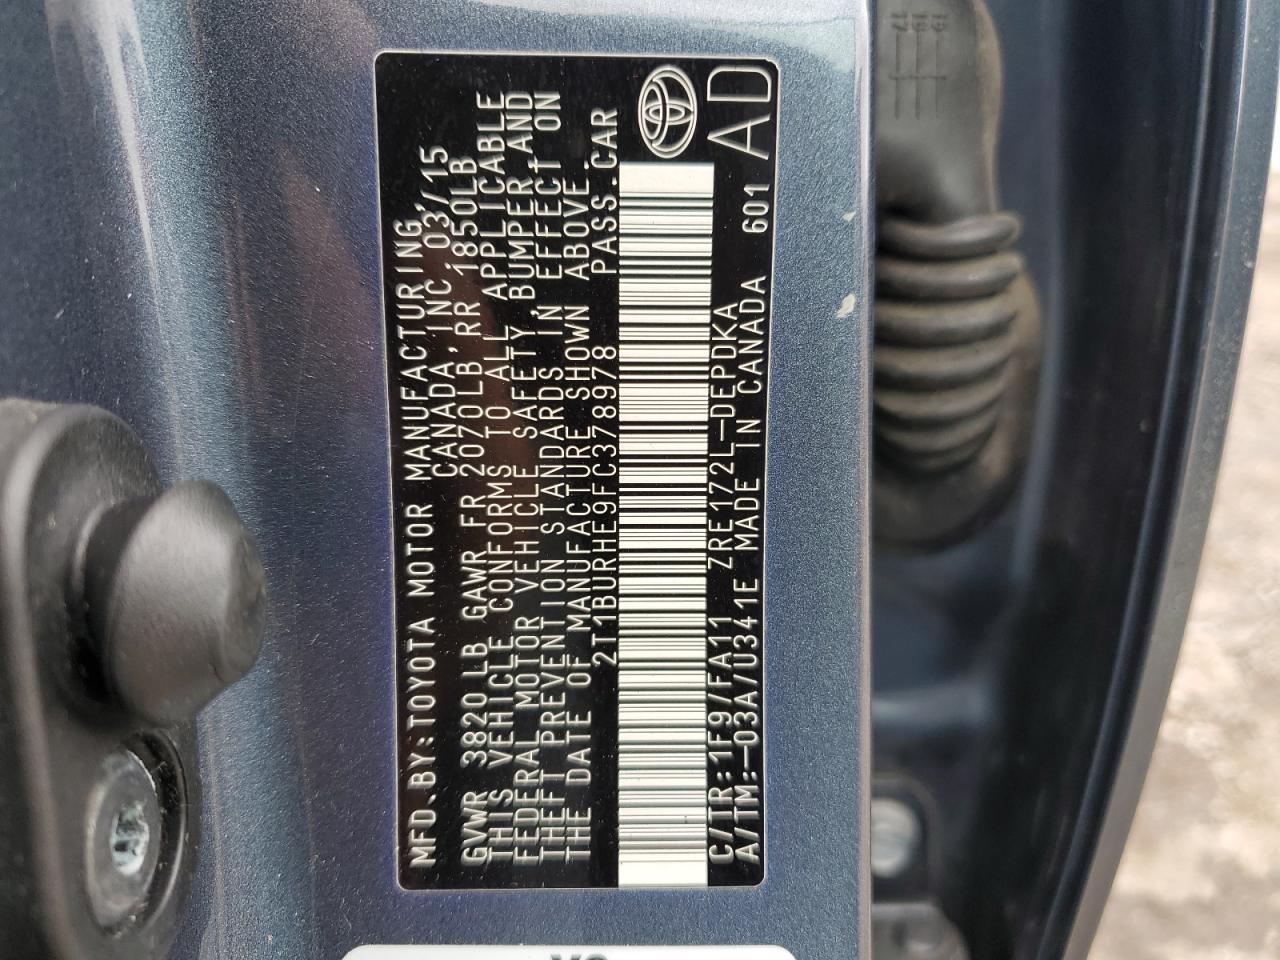 MFD.BY:TOYOTA MOTOR MANUFACTURING,
CANADA,INC. 03/15
GVWR 3820LB GAWR FR 2070LB RR 1850LB
THIS VEHICLE CONFORMS TO ALL APPLICABLE
FEDERAL MOTOR VEHICLE SAFETY,BUMPER,AND
THEFT PREVENTION STANDARDS IN EFFECT ON
THE DATE OF MANUFACTURE SHOWN ABOVE.
2T1BURHE9FC378978 PASS.CAR
C/TR:1F9/FA11 ZRE172L-DEPDKA
A/TM:-03A/U341E MADE IN CANADA 601
AD